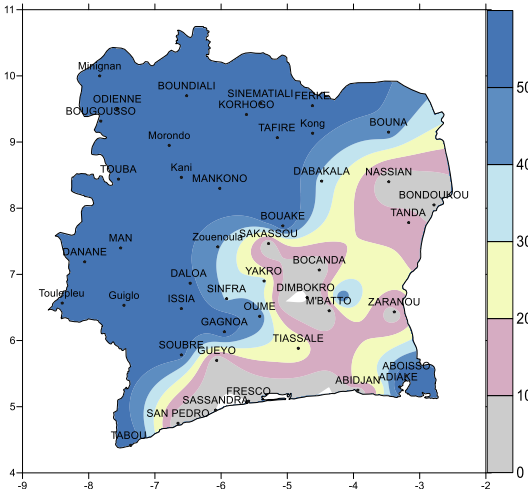 11
10
9
8
7
6
5
4
-9
-8
-7
-6
-5
-4
-3
-2
Minignan
ODIENNE
BOUGOUSSO
BOUNDIALI
SINEMATIALI
FERKE
KORHOGO
TAFIRE
Kong
BOUNA
Morondo
TOUBA
Kani
MANKONO
DABAKALA
NASSIAN
BONDOUKOU
TANDA
BOUAKE
SAKASSOU
Zouenoula
MAN
DANANE
BOCANDA
YAKRO
DALOA
SINFRA
DIMBOKRO
M'BATTO
ZARANOU
Toulepleu
Guiglo
ISSIA
OUME
GAGNOA
TIASSALE
SOUBRE
GUEYO
ABOISSO
ADIAKE
ABIDJAN
FRESCO
SASSANDRA
SAN PEDRO
TABOU
50
40
30
20
10
0